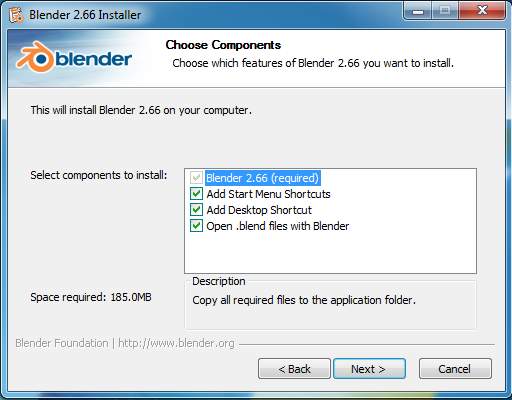 Blender 2.66 Installer
blender
Choose Components
Choose which features of Blender 2.66 you want to install.
This will install Blender 2.66 on your computer.
Select components to install:
Blender 2.66 (required)
Add Start Menu Shortcuts
Add Desktop Shortcut
Open .blend files with Blender
Space required: 185.0MB
Description
Copy all required files to the application folder.
Blender Foundation | http://www.blender.org
< Back
Next >
Cancel